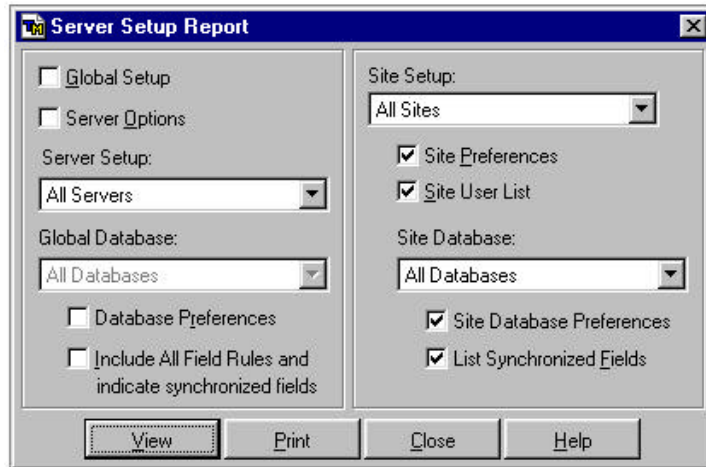 Server Setup Report
Global Setup
Server Options
Server Setup:
All Servers
Global Database:
All Databases
Database Preferences
Include All Field Rules and
indicate synchronized fields
Site Setup:
All Sites
Site Preferences
Site User List
Site Database:
All Databases
Site Database Preferences
List Synchronized Fields
View
Print
Close
Help